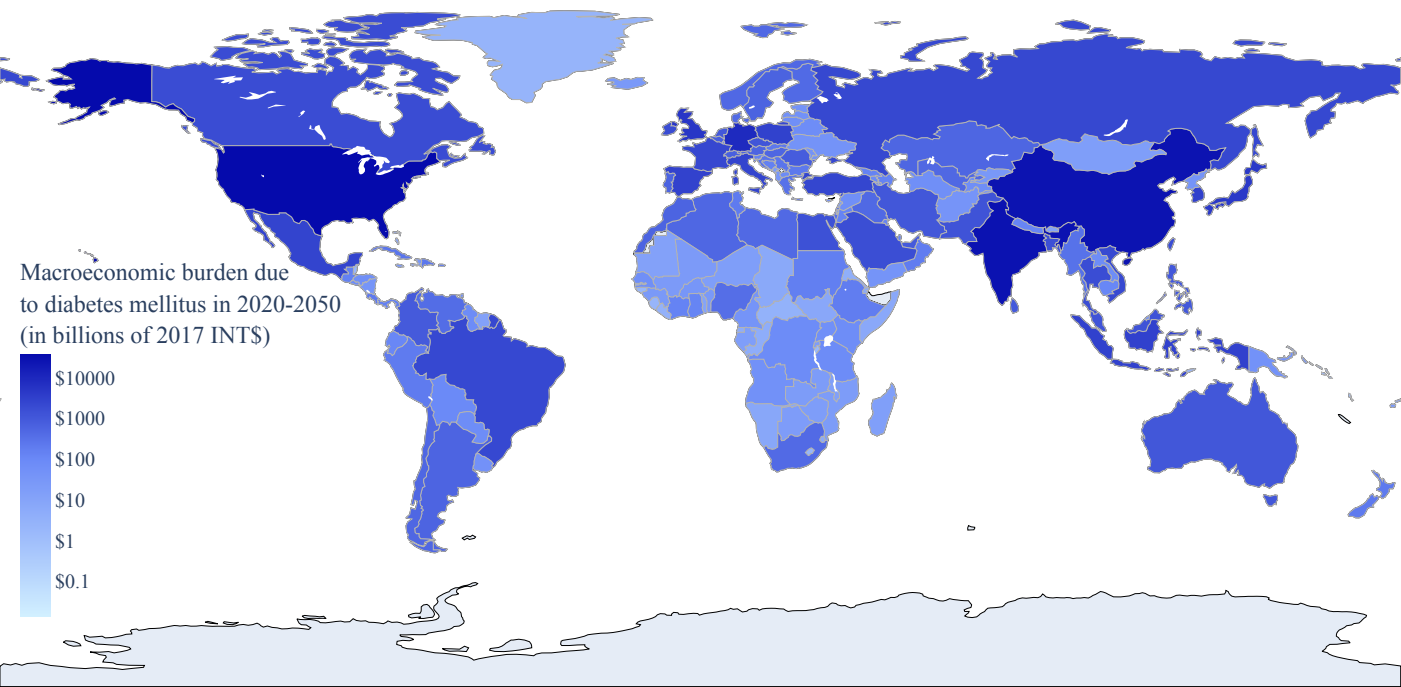 Macroeconomic burden due
to diabetes mellitus in 2020-2050
(in billions of 2017 INT$)
$10000
$1000
$100
$10
$1
$0.1